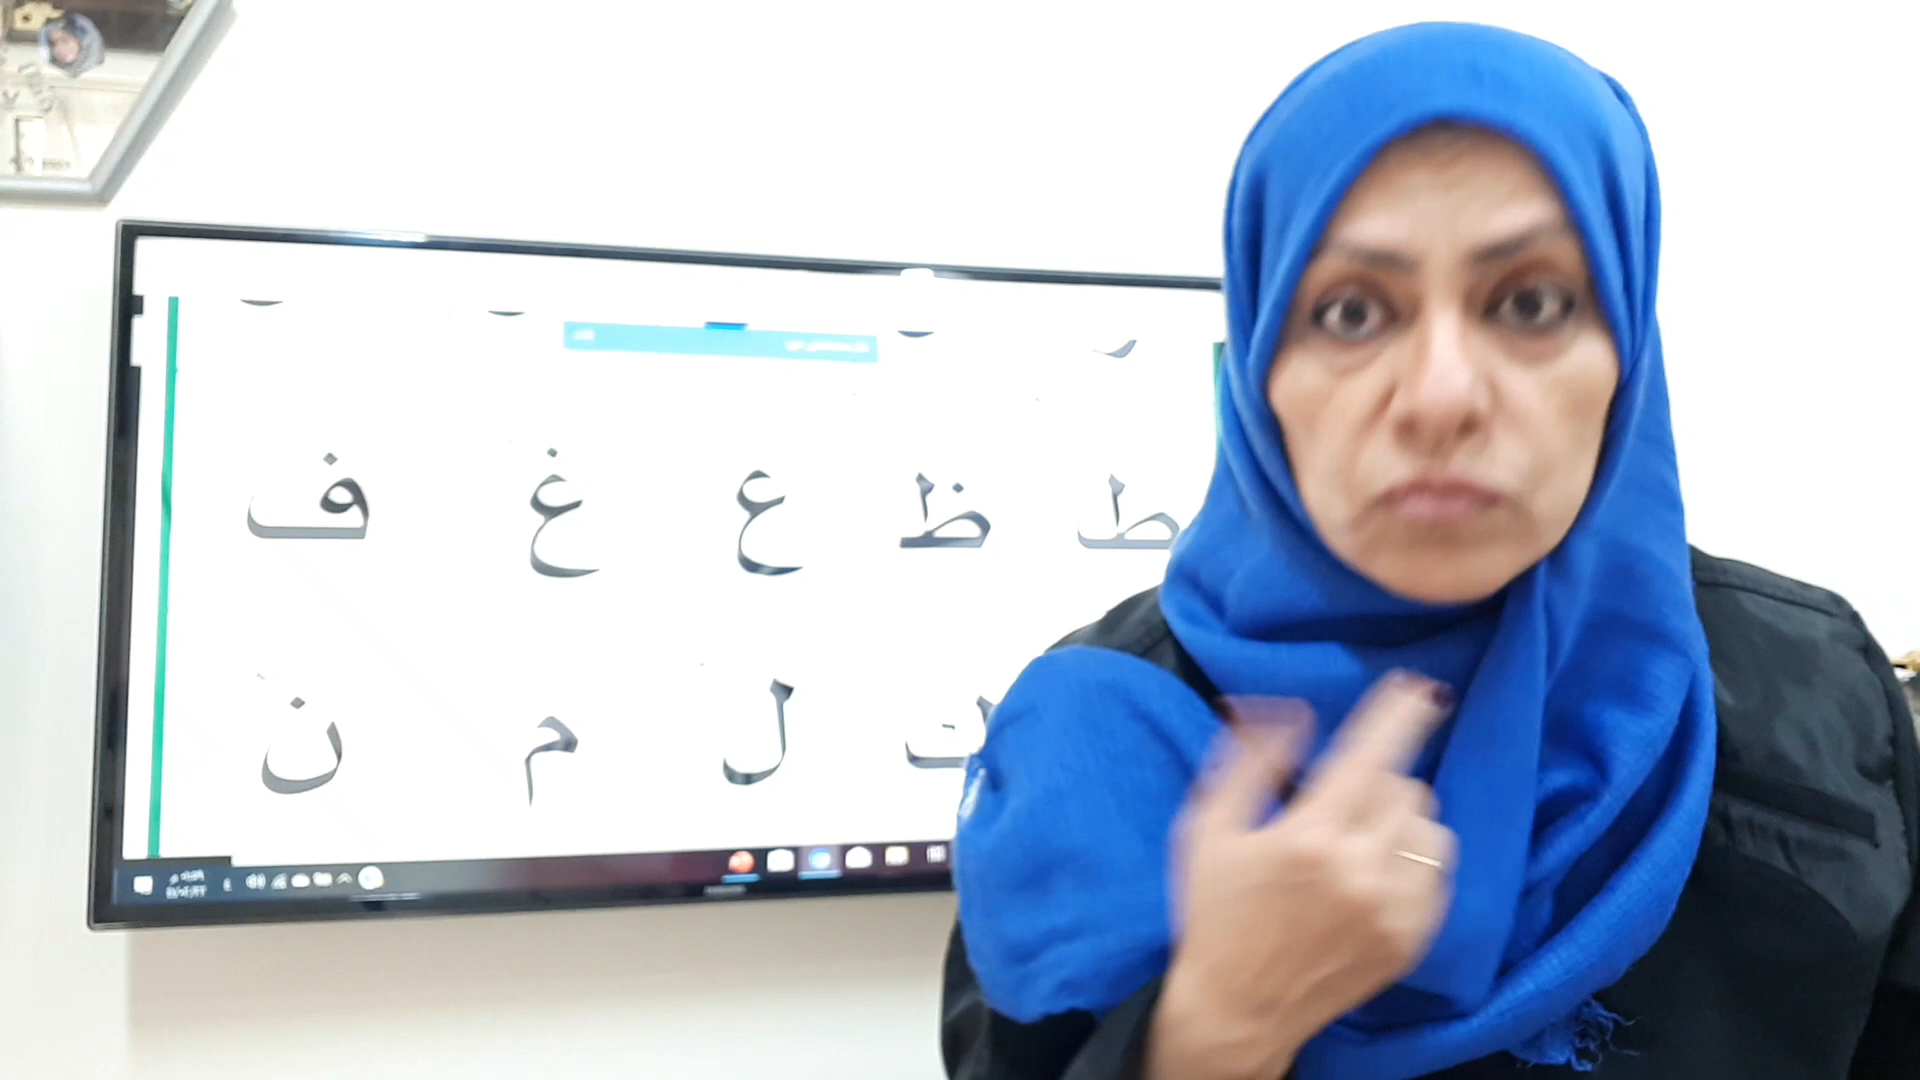 ط ظ ع غ ف
ك ل م ن